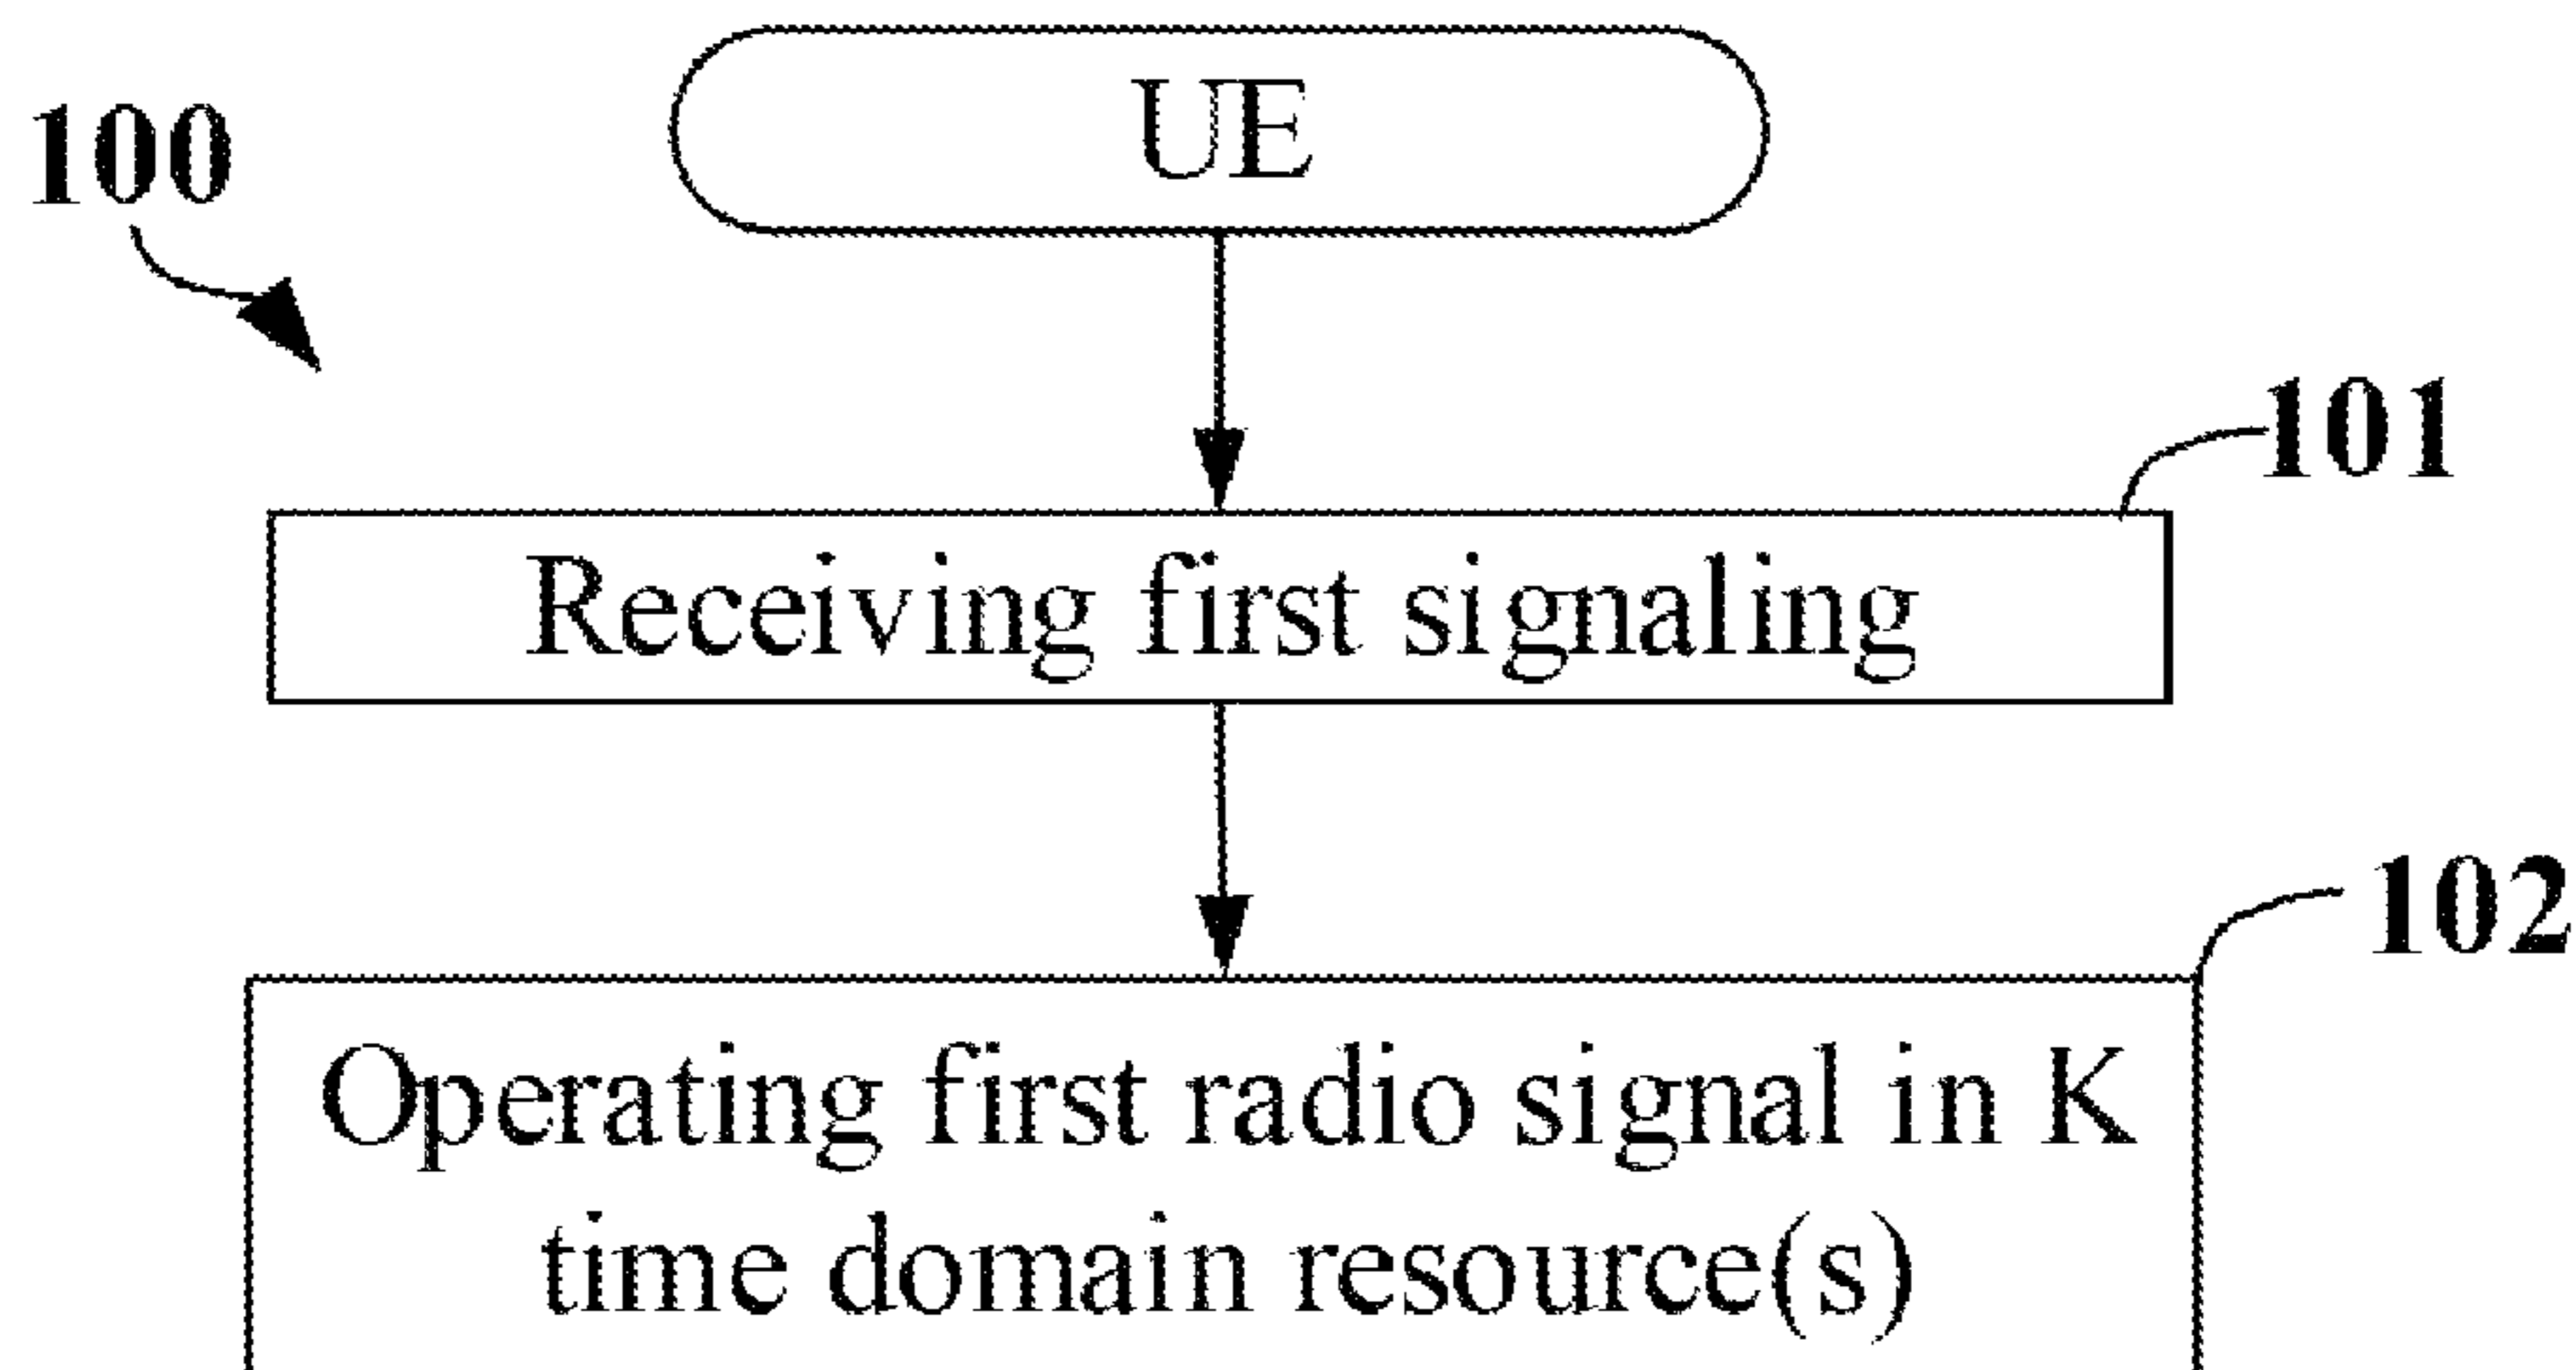 UE
100
101
Receiving first signaling
102
Operating first radio signal in K
time domain resource(s)